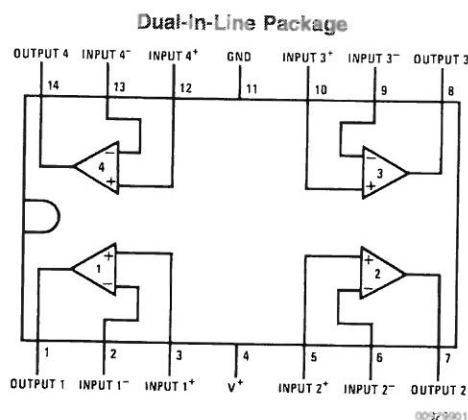 Dual-In-Line Package
OUTPUT 4 INPUT 4⁻ INPUT 4⁺ GND INPUT 3⁺ INPUT 3⁻ OUTPUT 3
14 13 12 11 10 9 8
− −
4 3
+ +
1 + + 2
− −
1 2 3 4 5 6 7
OUTPUT 1 INPUT 1⁻ INPUT 1⁺ V⁺ INPUT 2⁺ INPUT 2⁻ OUTPUT 2
00929901